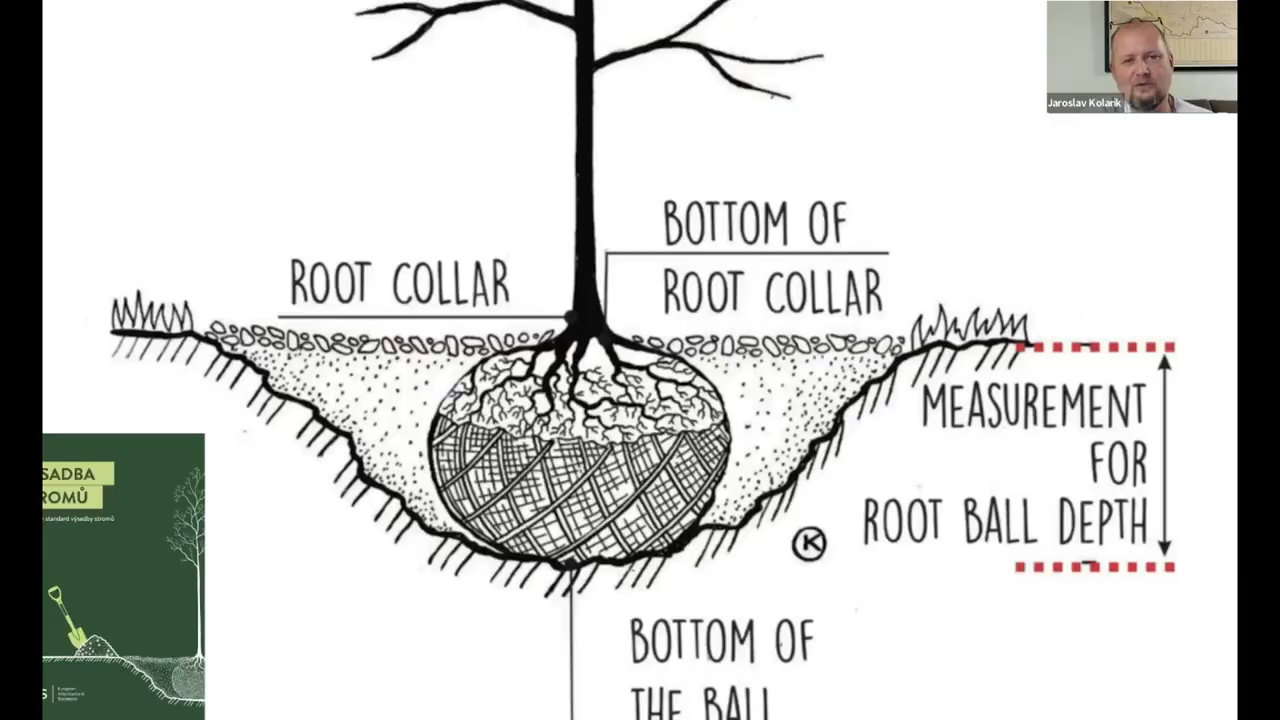 Jaroslav Kolarik
BOTTOM OF
ROOT COLLAR
ROOT COLLAR
MEASUREMENT
FOR
ROOT BALL DEPTH
K
BOTTOM OF
THE BALL
SADBA
ROMŮ
standard výsadby stromů
S
European
Arboricultural
Standards